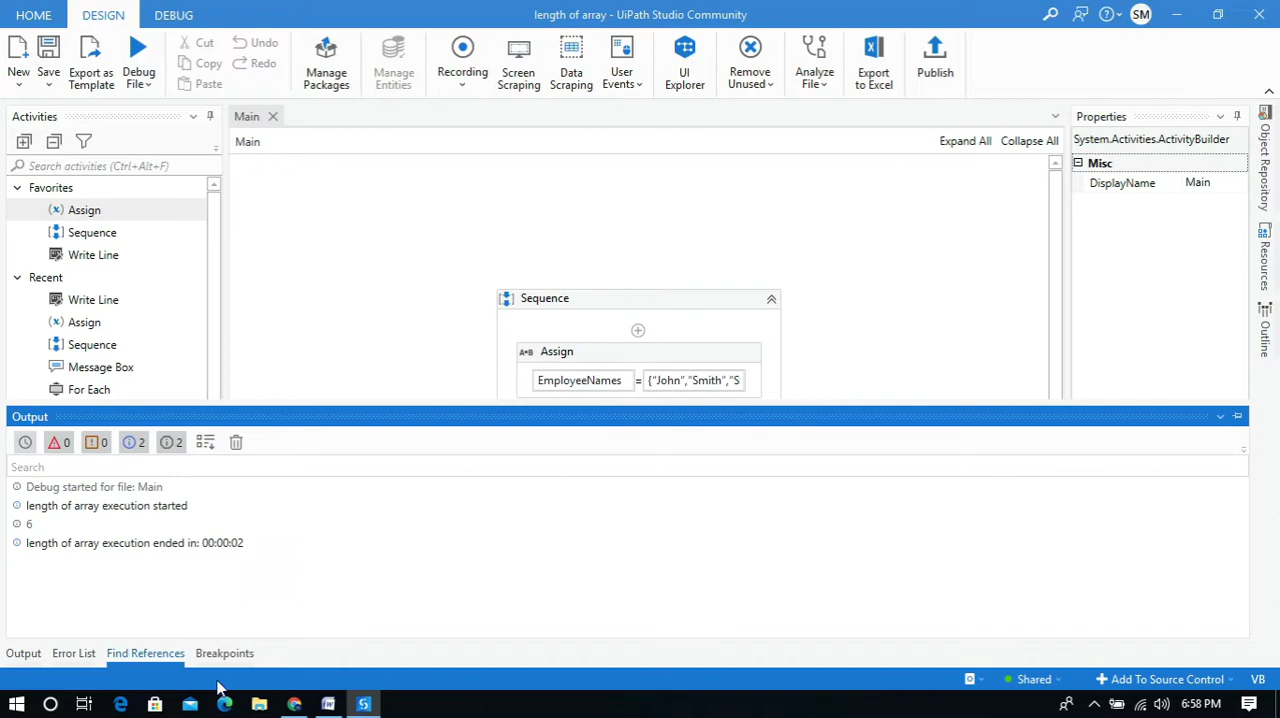 HOME DESIGN DEBUG length of array - UiPath Studio Community SM
New Save Export as Template Debug File Cut Copy Paste Undo Redo Manage Packages Manage Entities Recording Screen Scraping Data Scraping User Events UI Explorer Remove Unused Analyze File Export to Excel Publish
Activities Main Properties
Main Expand All Collapse All System.Activities.ActivityBuilder
Search activities (Ctrl+Alt+F) Misc
Favorites DisplayName Main
Assign
Sequence
Write Line
Recent
Write Line Sequence
Assign
Sequence Assign
Message Box EmployeeNames = {"John","Smith","S
For Each
Object Repository
Resources
Outline
Output
0 0 2 2
Search
Debug started for file: Main
length of array execution started
6
length of array execution ended in: 00:00:02
Output Error List Find References Breakpoints
Shared Add To Source Control VB
6:58 PM